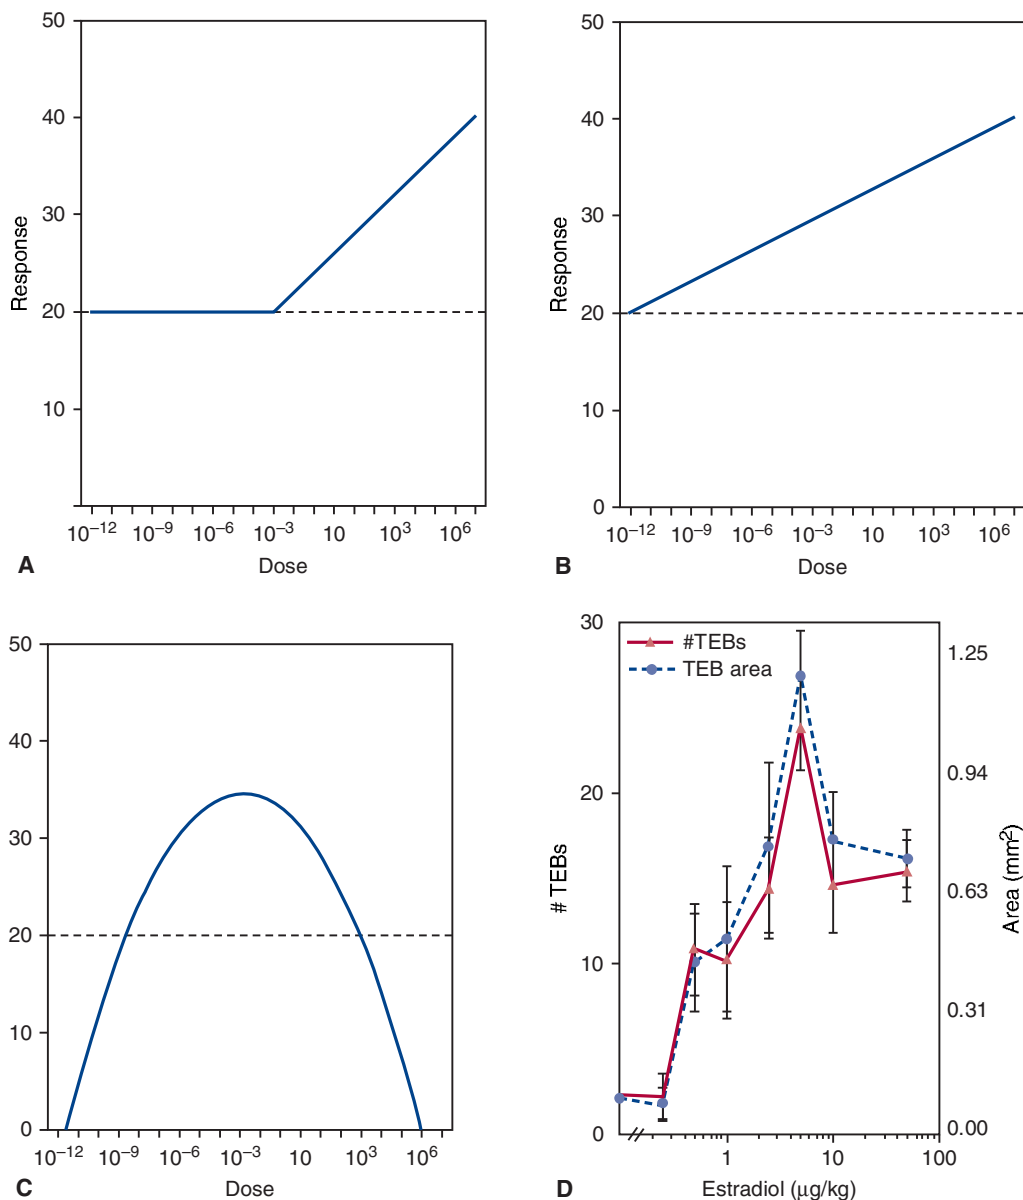 50
40
30
20
10
Response
10⁻¹² 10⁻⁹ 10⁻⁶ 10⁻³ 10 10³ 10⁶
Dose
A
50
40
30
20
10
0
Response
10⁻¹² 10⁻⁹ 10⁻⁶ 10⁻³ 10 10³ 10⁶
Dose
B
50
40
30
20
10
0
10⁻¹² 10⁻⁹ 10⁻⁶ 10⁻³ 10 10³ 10⁶
Dose
C
#TEBs
TEB area
30
20
10
0
# TEBs
1.25
0.94
0.63
0.31
0.00
Area (mm²)
1 10 100
Estradiol (μg/kg)
D